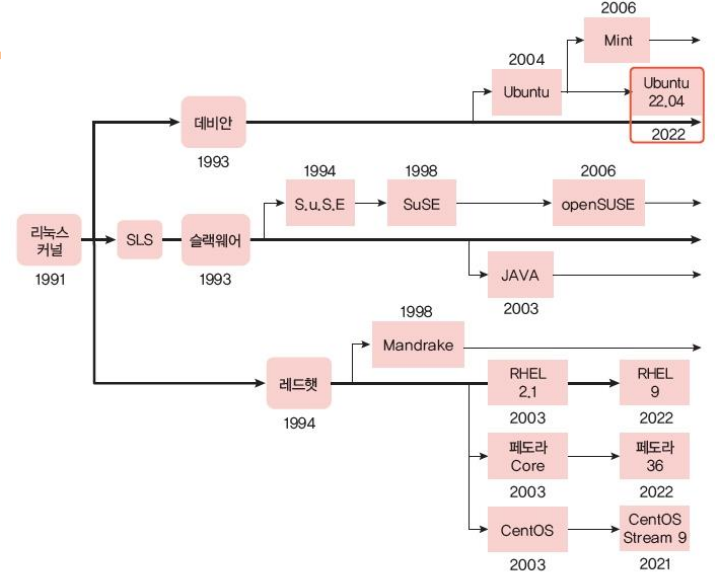 2006
Mint
2004
Ubuntu
Ubuntu
22.04
2022
데비안
1993
1994
S.u.S.E
1998
SuSE
2006
openSUSE
리눅스
커널
1991
SLS
슬랙웨어
1993
JAVA
2003
1998
Mandrake
레드햇
1994
RHEL
2.1
2003
RHEL
9
2022
페도라
Core
2003
페도라
36
2022
CentOS
2003
CentOS
Stream 9
2021